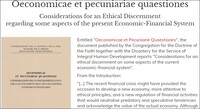 Oeconomicae et pecuniariae quaestiones
Considerations for an Ethical Discernment
regarding some aspects of the present Economic-Financial System
Entitled "Oeconomicae et Pecuniariae Quaestiones", the
document published by the Congregation for the Doctrine of
the Faith together with the Dicastery for the Service of
Integral Human Development regards "Considerations for an
ethical discernment on some aspects of the current
economic-financial system".
From the Introduction:
"[...] The recent financial crisis might have provided the
occasion to develop a new economy, more attentive to
ethical principles, and a new regulation of financial activities
that would neutralise predatory and speculative tendencies
and acknowledge the value of the actual economy. Although